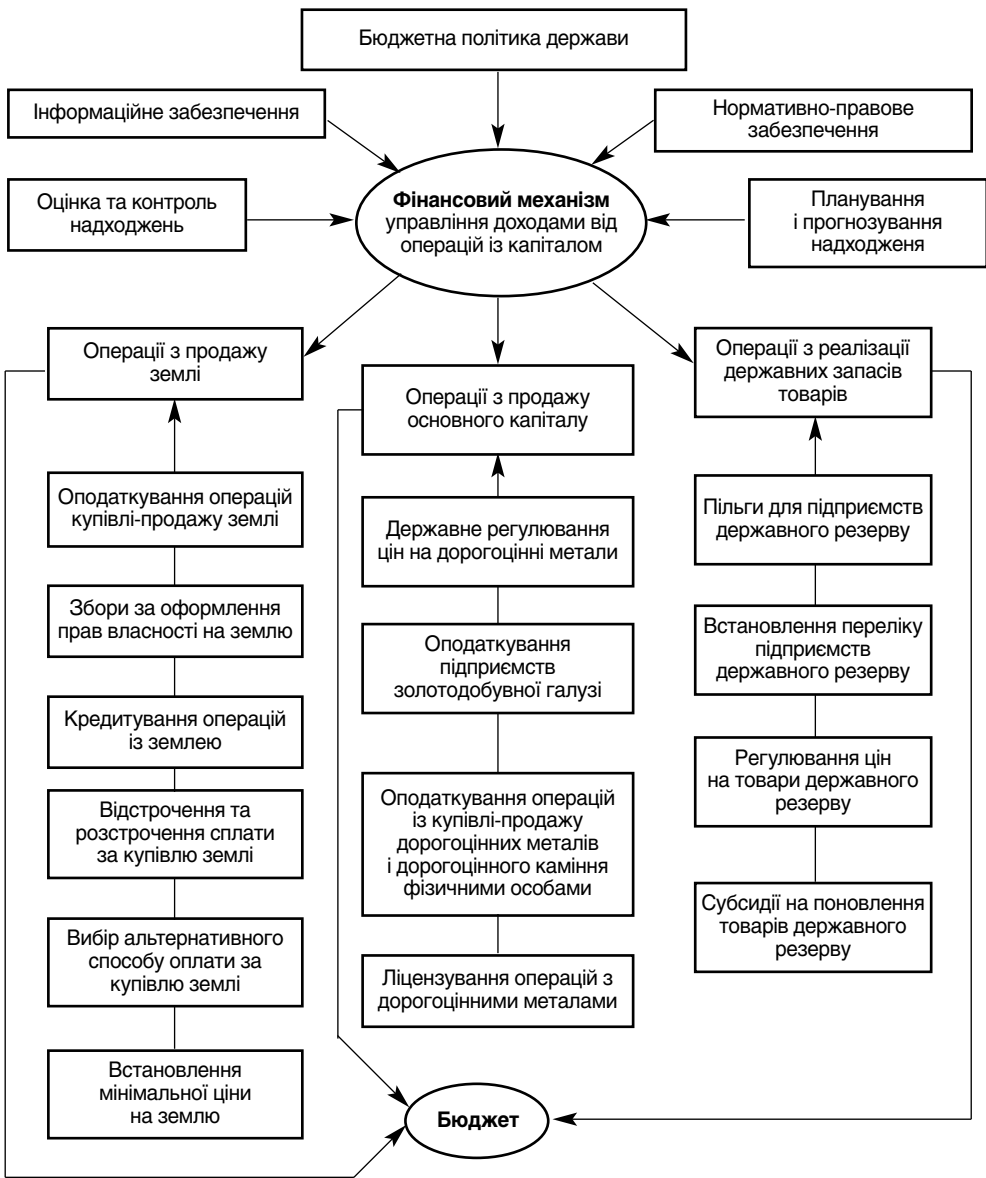 Бюджетна політика держави
Інформаційне забезпечення
Нормативно-правове
забезпечення
Оцінка та контроль
надходжень
Фінансовий механізм
управління доходами від
операцій із капіталом
Планування
і прогнозування
надходженя
Операції з продажу
землі
Операції з продажу
основного капіталу
Операції з реалізації
державних запасів
товарів
Оподаткування операцій
купівлі-продажу землі
Збори за оформлення
прав власності на землю
Кредитування операцій
із землею
Відстрочення та
розстрочення сплати
за купівлю землі
Вибір альтернативного
способу оплати за
купівлю землі
Встановлення
мінімальної ціни
на землю
Державне регулювання
цін на дорогоцінні метали
Оподаткування
підприємств
золотодобувної галузі
Оподаткування операцій
із купівлі-продажу
дорогоцінних металів
і дорогоцінного каміння
фізичними особами
Ліцензування операцій з
дорогоцінними металами
Пільги для підприємств
державного резерву
Встановлення переліку
підприємств
державного резерву
Регулювання цін
на товари державного
резерву
Субсидії на поновлення
товарів державного
резерву
Бюджет